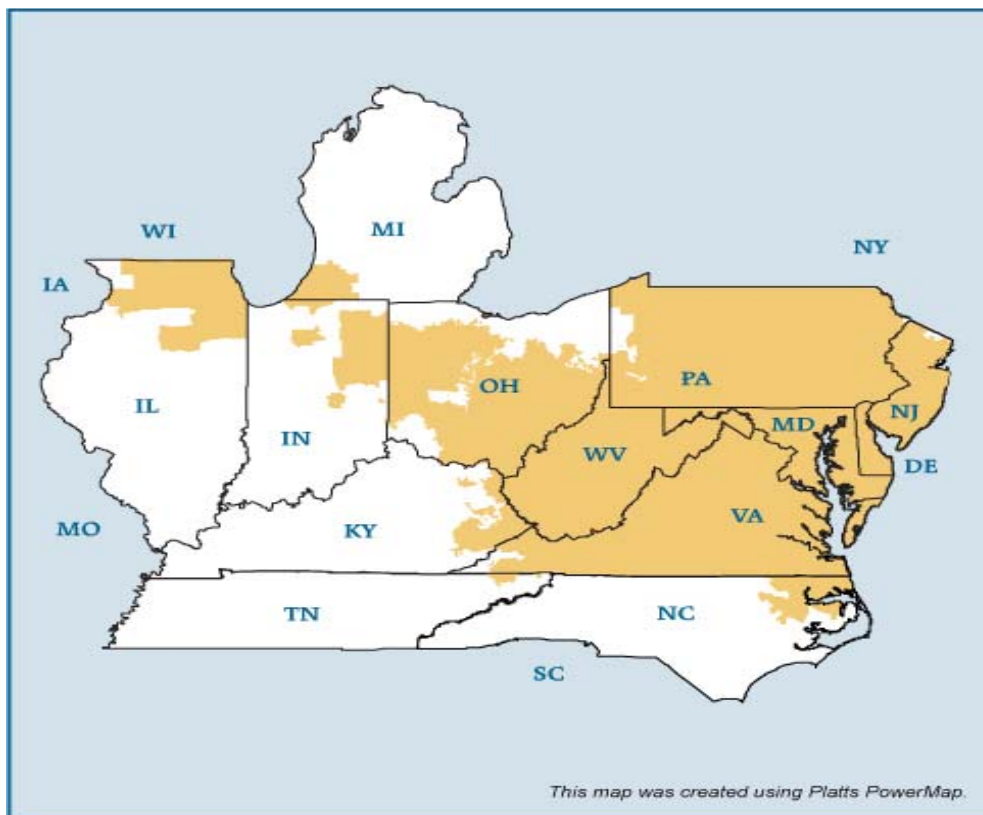 WI
MI
NY
IA
OH
PA
IL
IN
MD
NJ
WV
DE
MO
KY
VA
TN
NC
SC
This map was created using Platts PowerMap.